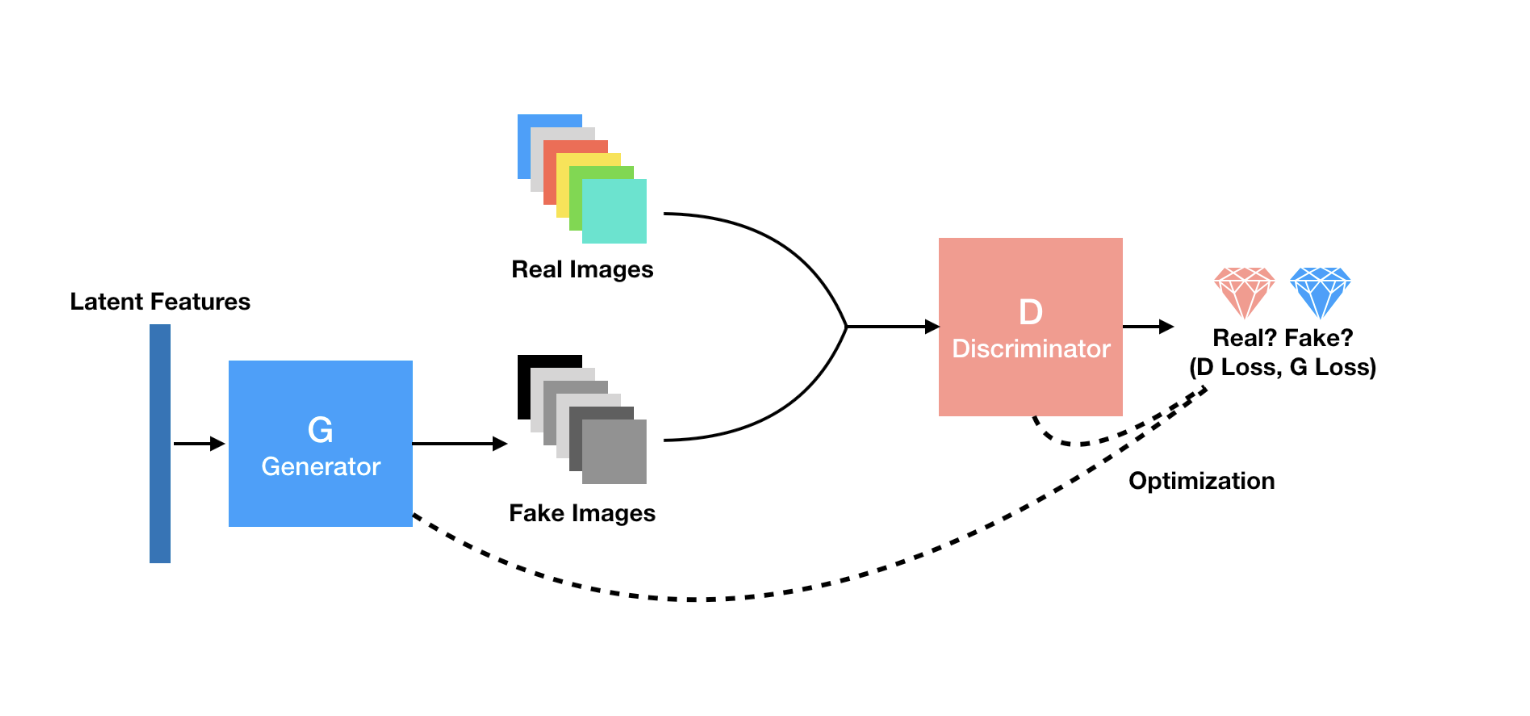 Real Images
Latent Features
G
Generator
Fake Images
D
Discriminator
Real? Fake?
(D Loss, G Loss)
Optimization